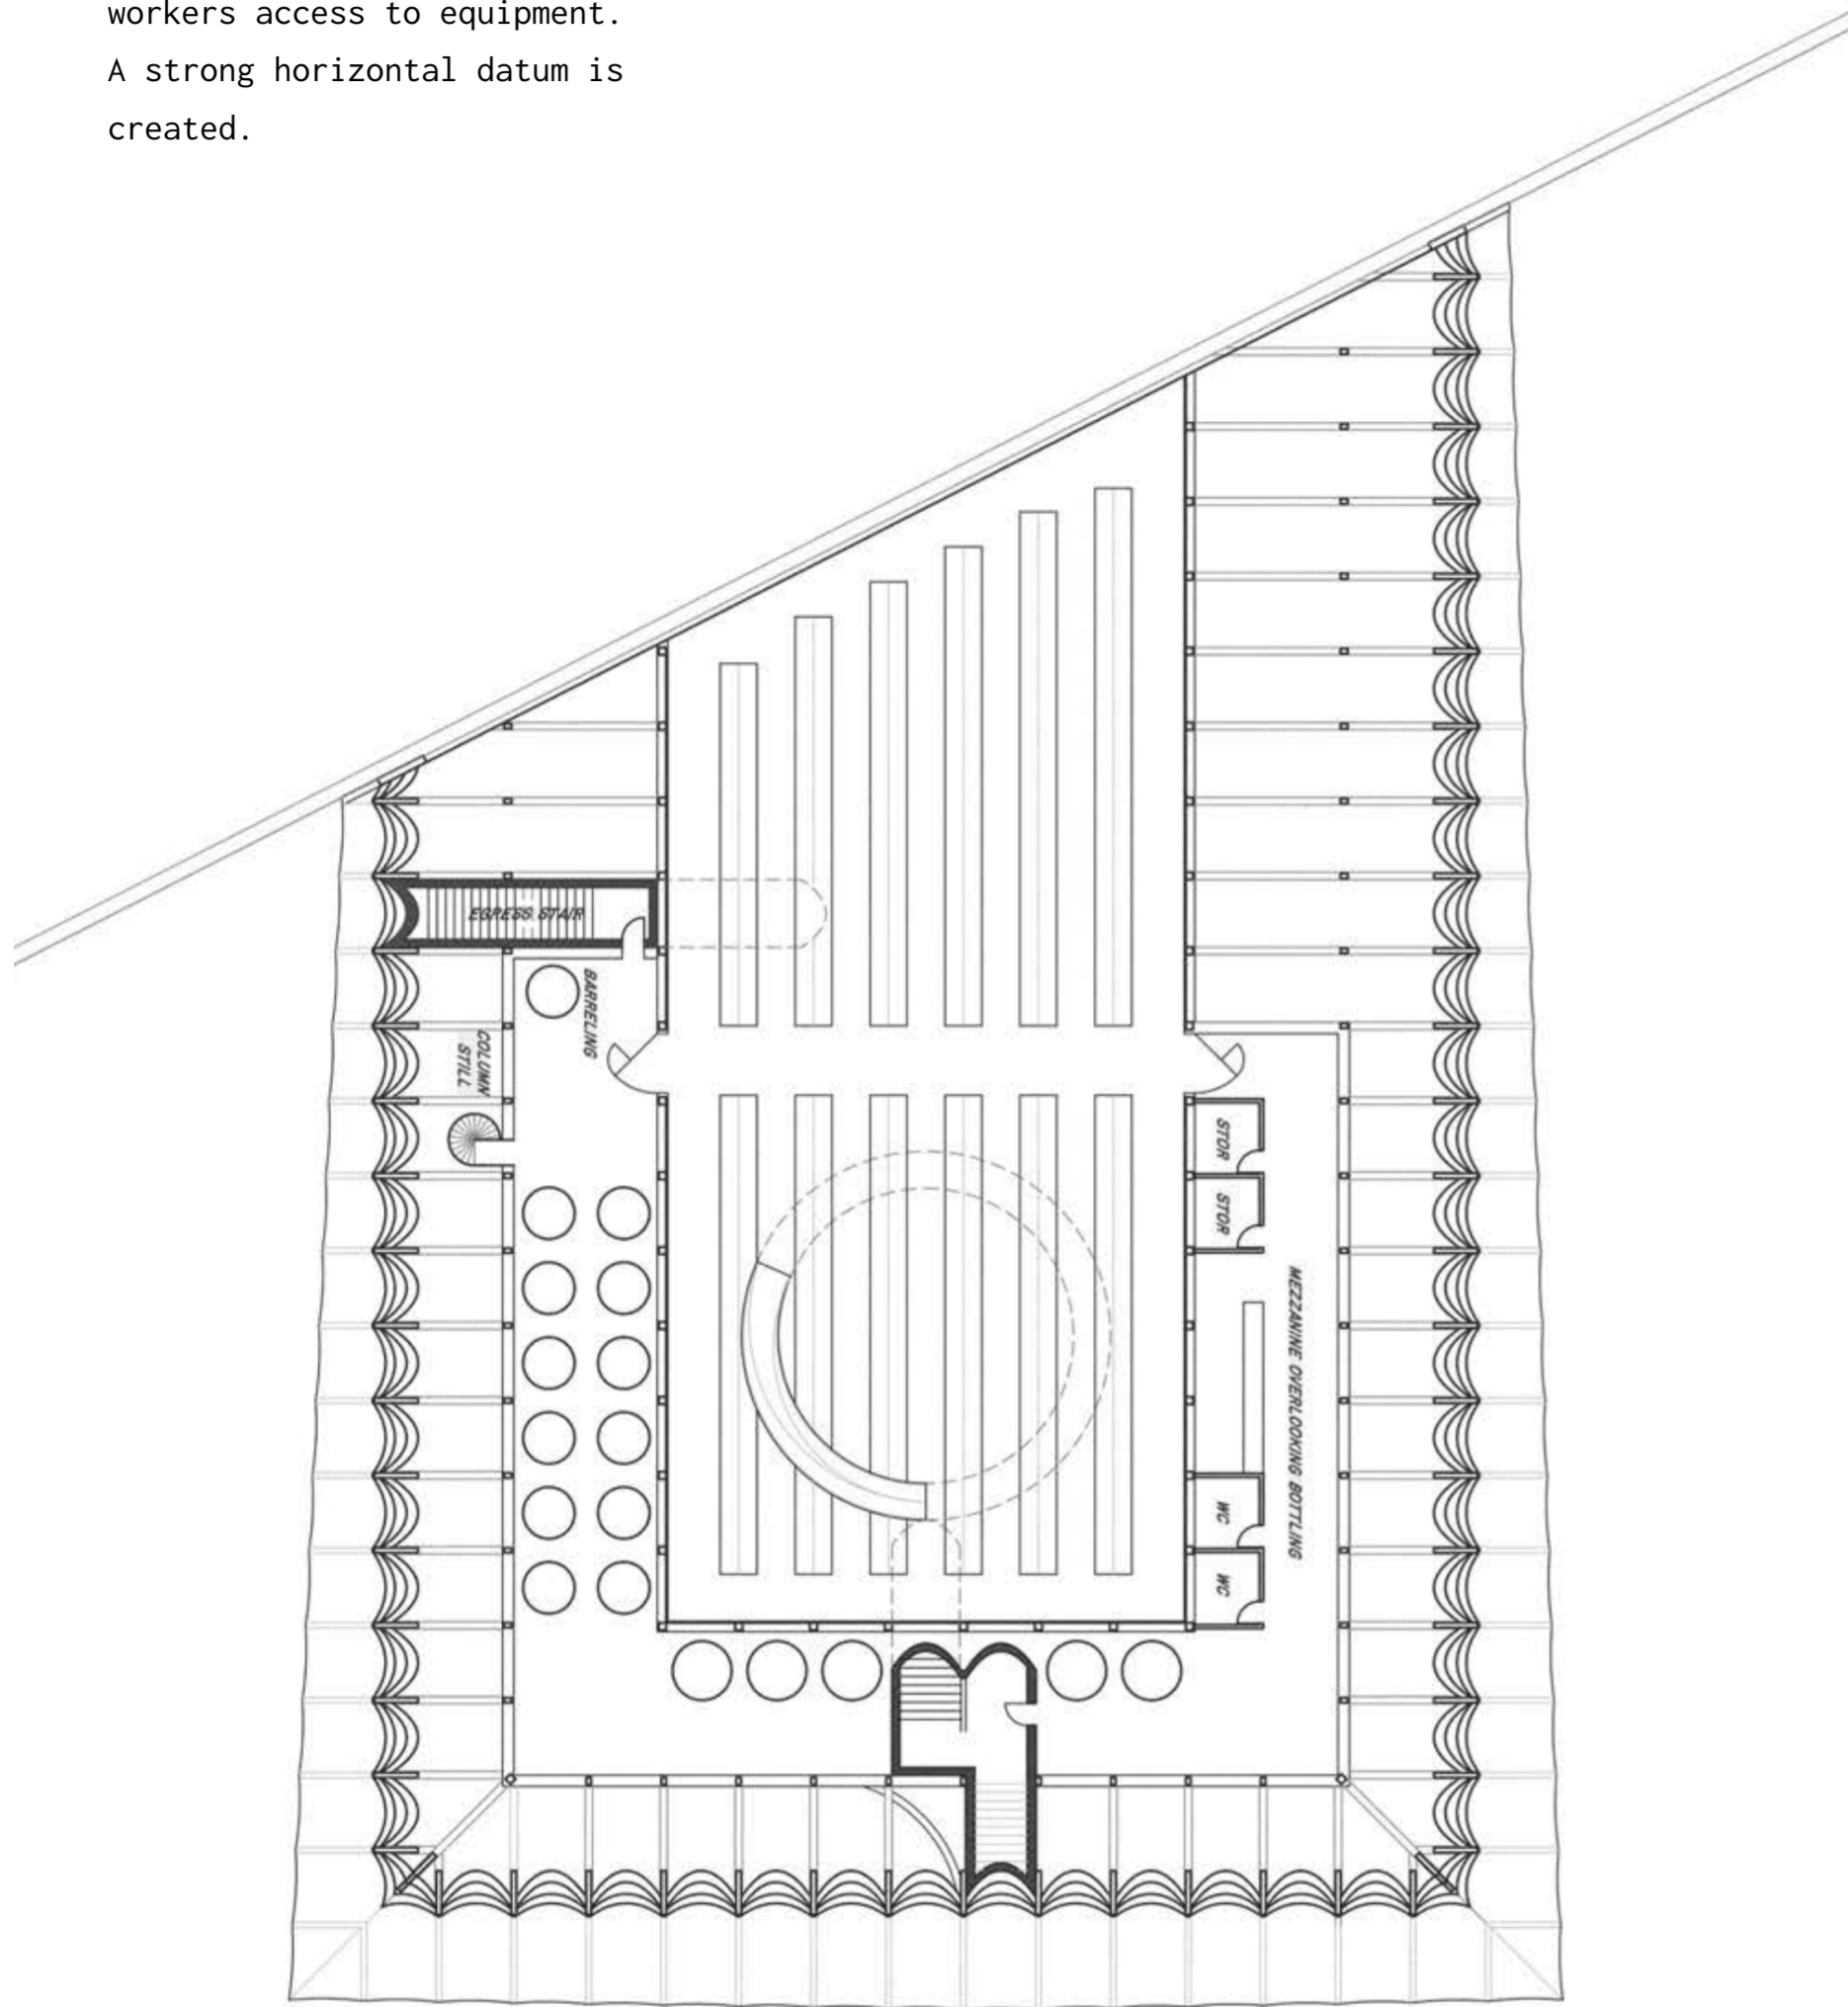 workers access to equipment.
A strong horizontal datum is
created.
EGRESS STAIR
BARRELING
COLUMN
STILL
STOR
STOR
MEZZANINE OVERLOOKING BOTTLING
WC
WC